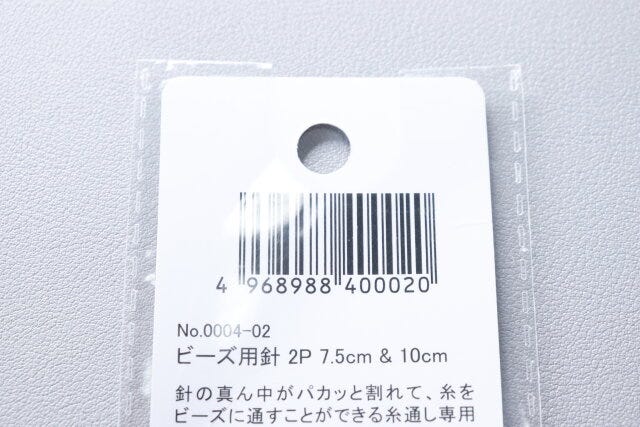 4 968988 400020
No.0004-02
ビーズ用針 2P 7.5cm & 10cm
針の真ん中がパカッと割れて、糸を
ビーズに通すことができる糸通し専用